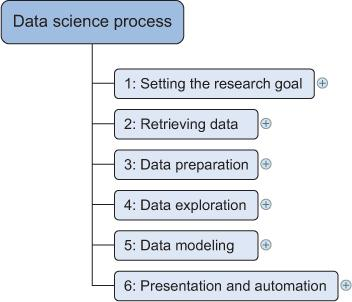 Data science process
1: Setting the research goal
2: Retrieving data
3: Data preparation
4: Data exploration
5: Data modeling
6: Presentation and automation